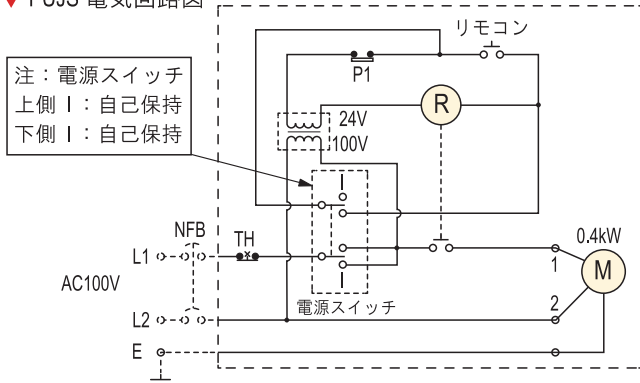 PUJS 電気回路図
リモコン
注：電源スイッチ
上側 I：自己保持
下側 I：自己保持
P1
R
24V
100V
I
NFB
TH
0.4kW
L1
1
M
AC100V
I
電源スイッチ
2
L2
E